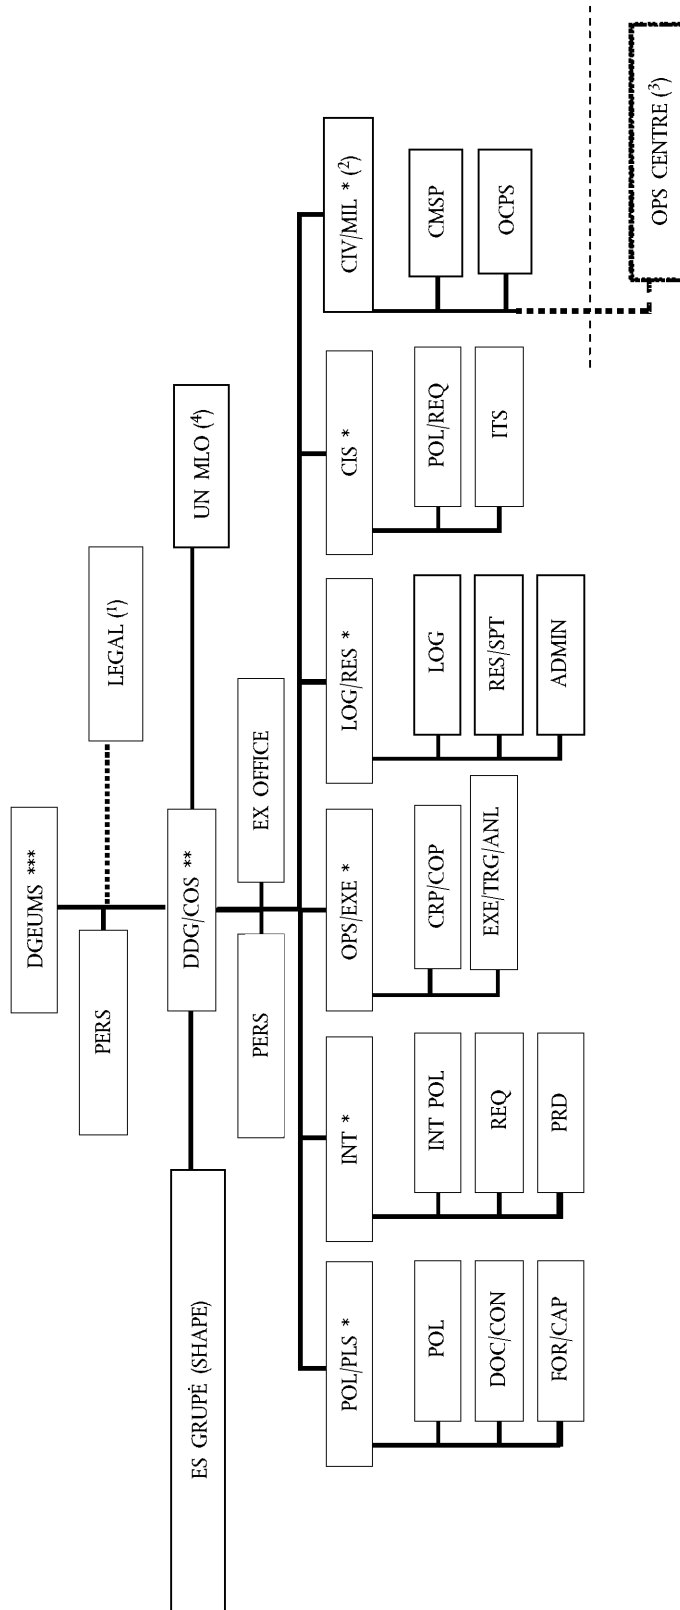 DGEUMS ***
PERS
LEGAL (¹)
ES GRUPĖ (SHAPE)
DDG/COS **
UN MLO (⁴)
PERS
EX OFFICE
POL/PLS *
INT *
OPS/EXE *
LOG/RES *
CIS *
CIV/MIL * (²)
POL
DOC/CON
FOR/CAP
INT POL
REQ
PRD
CRP/COP
EXE/TRG/ANL
LOG
RES/SPT
ADMIN
POL/REQ
ITS
CMSP
OCPS
OPS CENTRE (³)